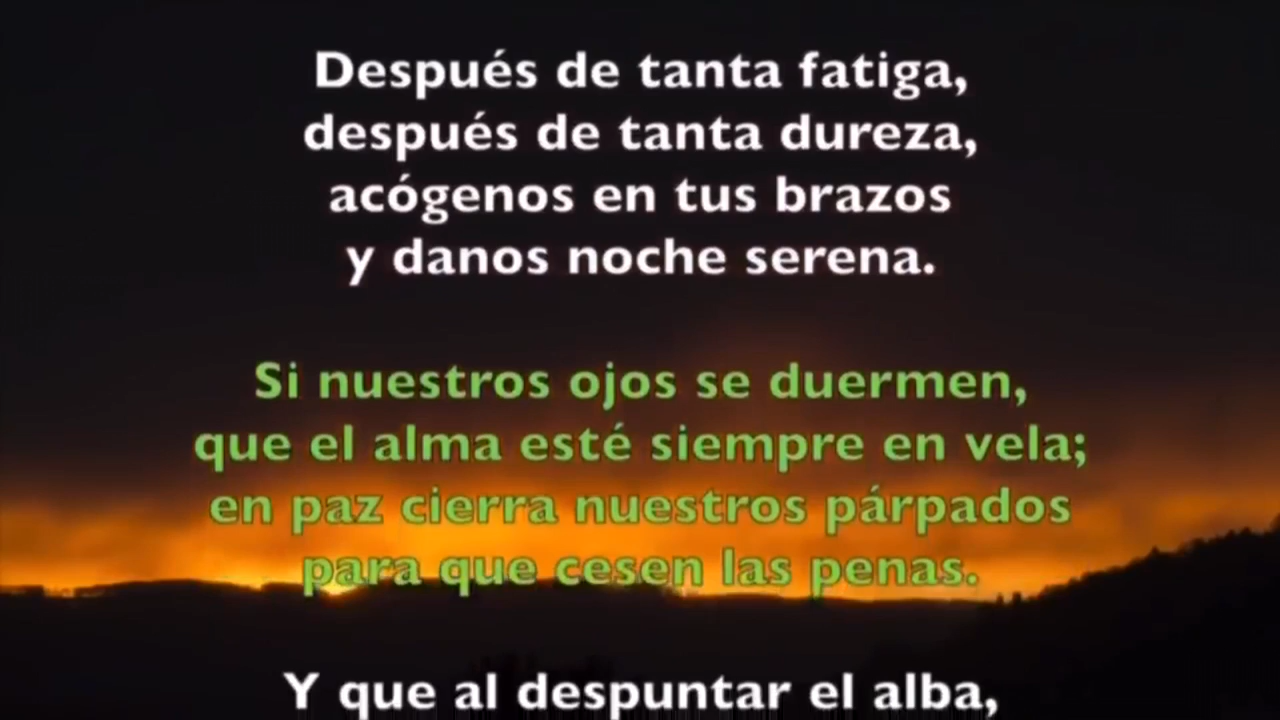 Después de tanta fatiga,
después de tanta dureza,
acógenos en tus brazos
y danos noche serena.
Si nuestros ojos se duermen,
que el alma esté siempre en vela;
en paz cierra nuestros párpados
para que cesen las penas.
Y que al despuntar el alba,